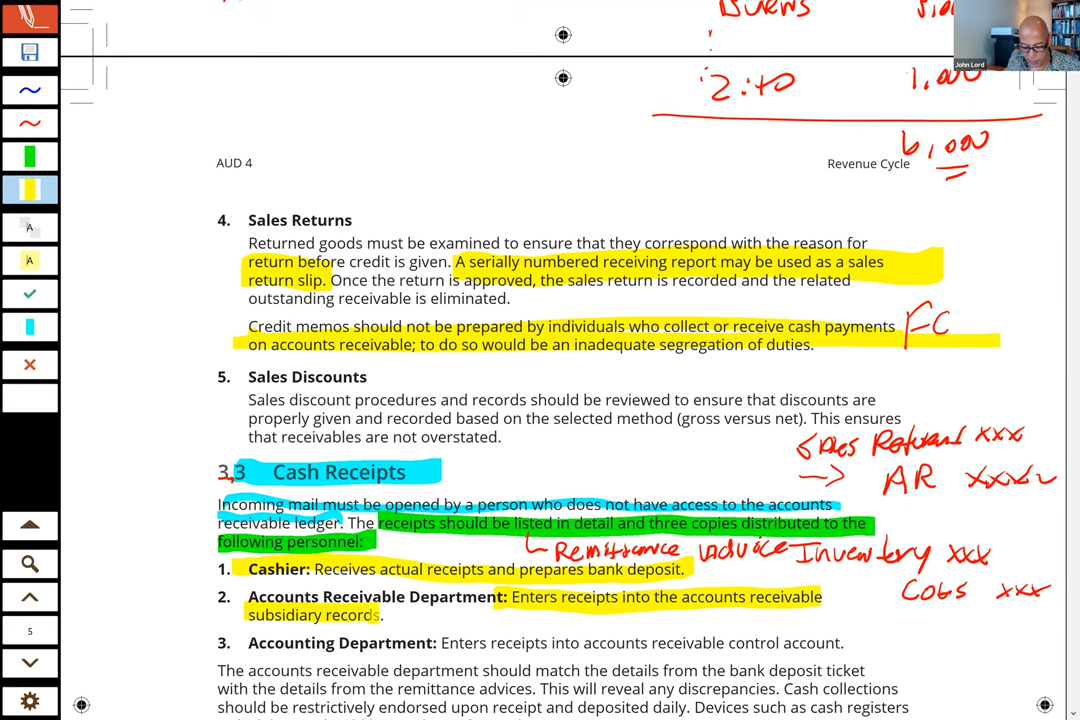 Burns
John Lord
2:40
1,000
6,000
AUD 4
Revenue Cycle
4. Sales Returns
Returned goods must be examined to ensure that they correspond with the reason for
return before credit is given. A serially numbered receiving report may be used as a sales
return slip. Once the return is approved, the sales return is recorded and the related
outstanding receivable is eliminated.
Credit memos should not be prepared by individuals who collect or receive cash payments
on accounts receivable; to do so would be an inadequate segregation of duties.
FC
5. Sales Discounts
Sales discount procedures and records should be reviewed to ensure that discounts are
properly given and recorded based on the selected method (gross versus net). This ensures
that receivables are not overstated.
Sales Return xxx
AR xxx
3,3 Cash Receipts
Incoming mail must be opened by a person who does not have access to the accounts
receivable ledger. The receipts should be listed in detail and three copies distributed to the
following personnel:
Remittance advice
Inventory xxx
COGS xxx
1. Cashier: Receives actual receipts and prepares bank deposit.
2. Accounts Receivable Department: Enters receipts into the accounts receivable
subsidiary records.
3. Accounting Department: Enters receipts into accounts receivable control account.
The accounts receivable department should match the details from the bank deposit ticket
with the details from the remittance advices. This will reveal any discrepancies. Cash collections
should be restrictively endorsed upon receipt and deposited daily. Devices such as cash registers
A
A
5